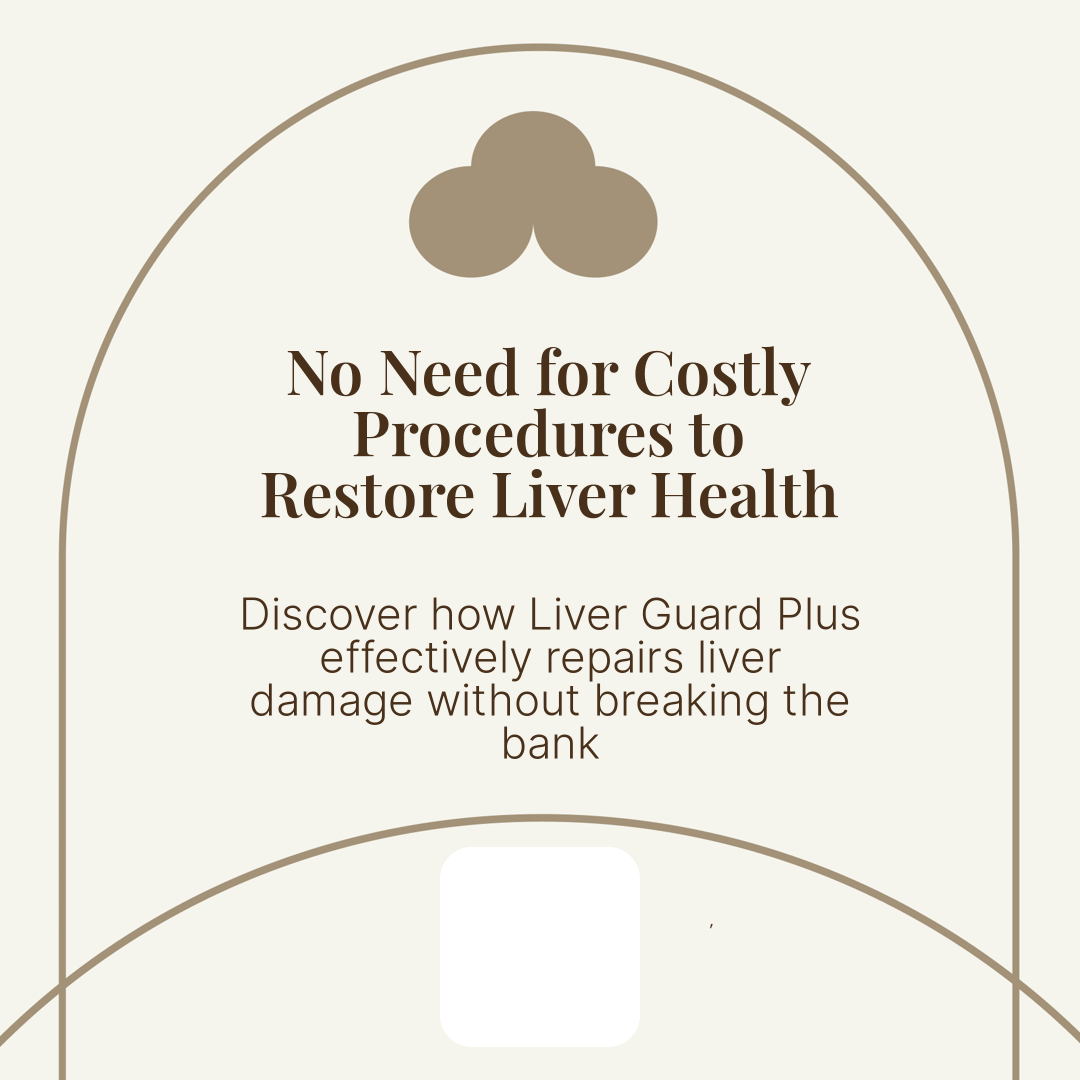 No Need for Costly
Procedures to
Restore Liver Health
Discover how Liver Guard Plus
effectively repairs liver
damage without breaking the
bank
,